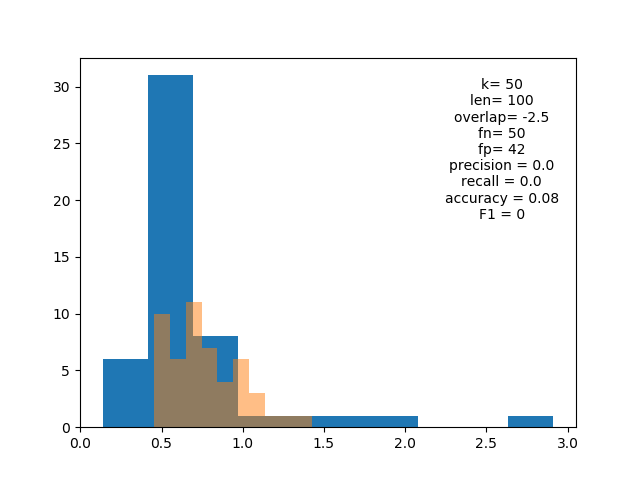 30
25
20
15
10
5
0
k= 50
len= 100
overlap= -2.5
fn= 50
fp= 42
precision = 0.0
recall = 0.0
accuracy = 0.08
F1 = 0
0.0 0.5 1.0 1.5 2.0 2.5 3.0